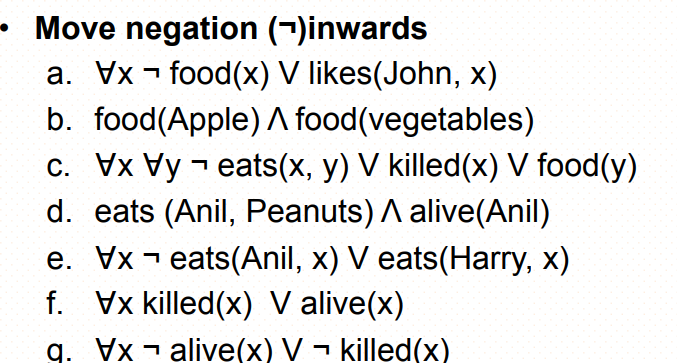 • Move negation (¬)inwards
a. ∀x ¬ food(x) V likes(John, x)
b. food(Apple) Λ food(vegetables)
c. ∀x ∀y ¬ eats(x, y) V killed(x) V food(y)
d. eats (Anil, Peanuts) Λ alive(Anil)
e. ∀x ¬ eats(Anil, x) V eats(Harry, x)
f. ∀x killed(x) V alive(x)
g. ∀x ¬ alive(x) V ¬ killed(x)